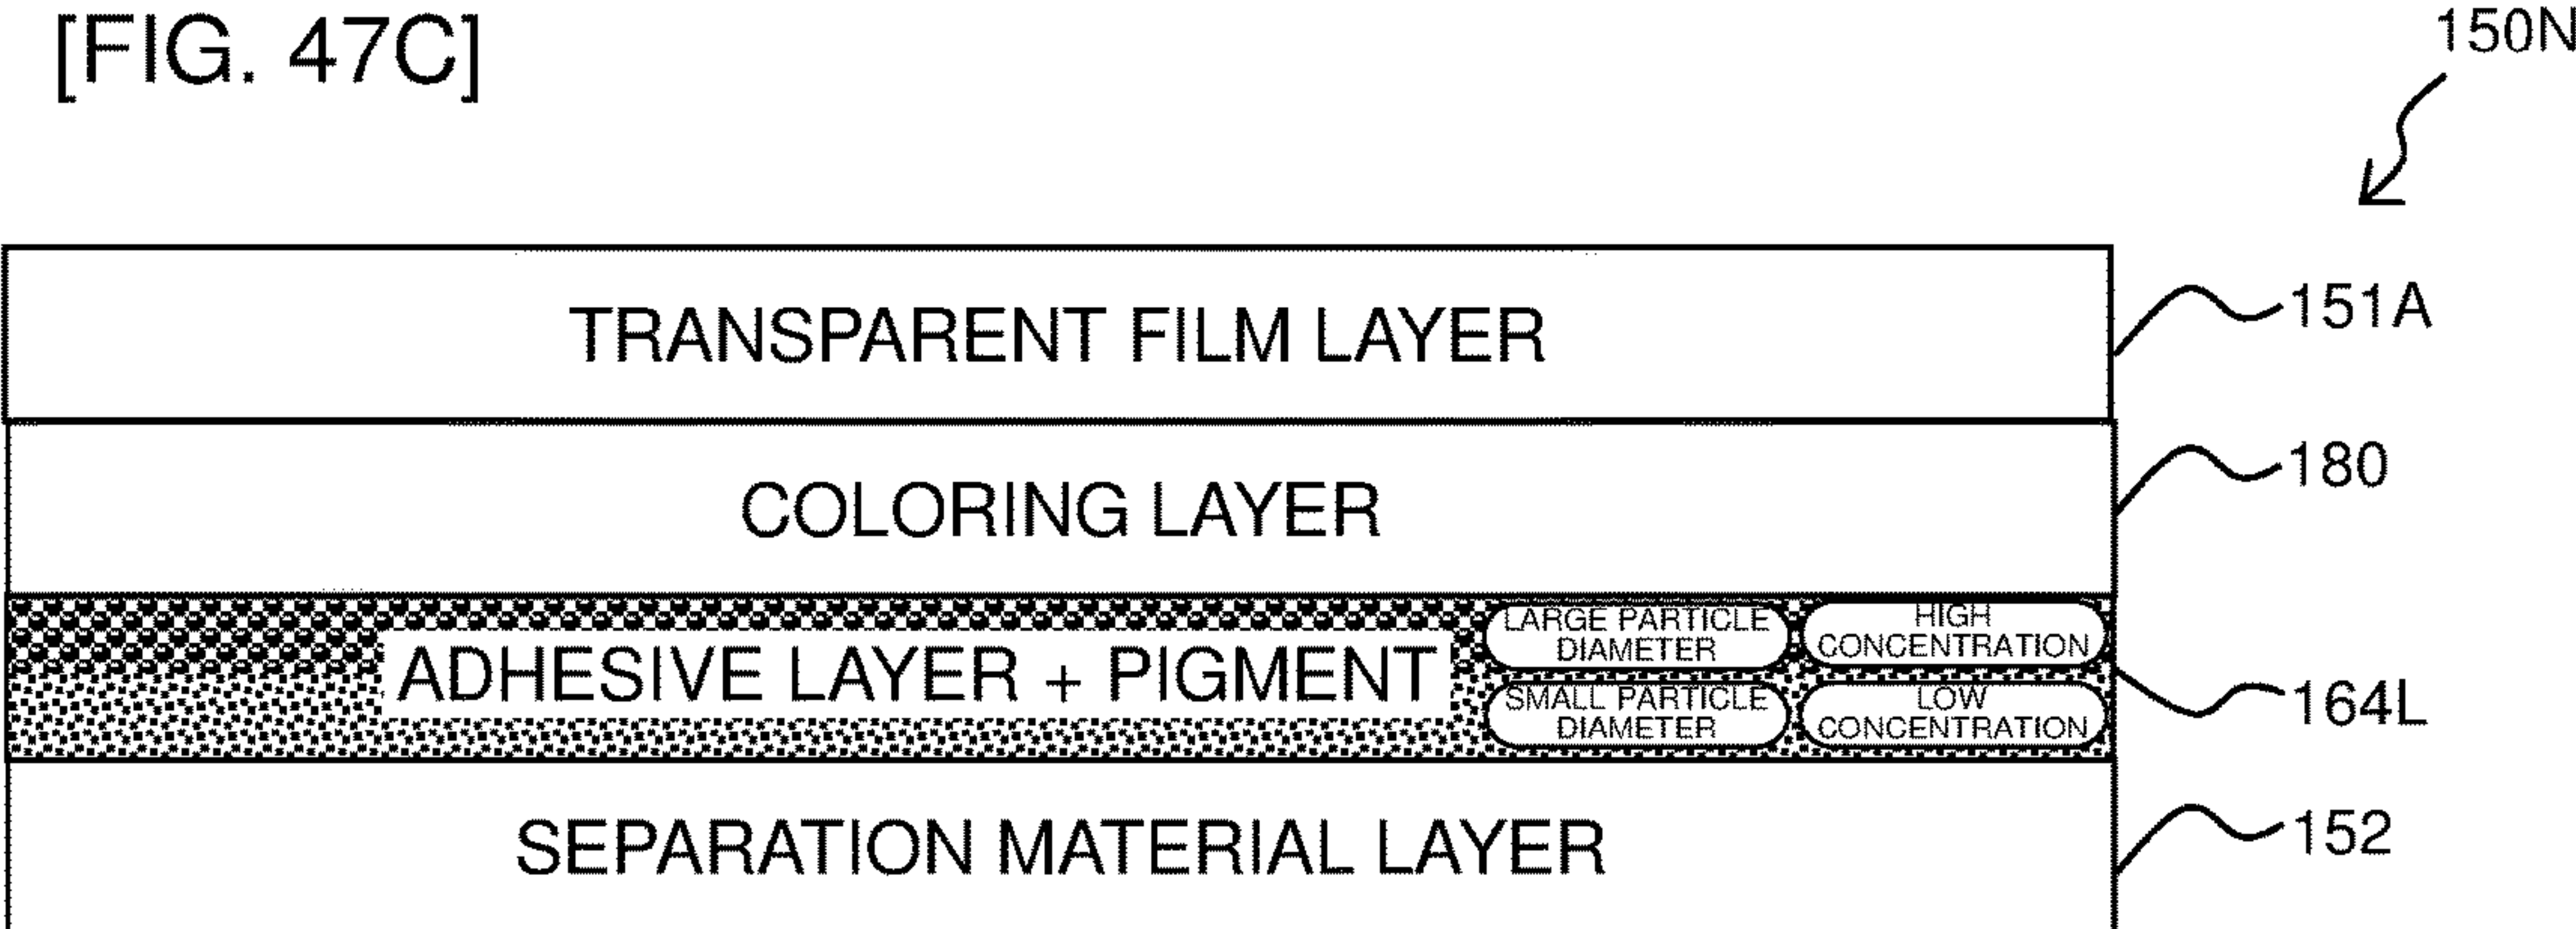 [FIG. 47C]
150N
TRANSPARENT FILM LAYER
151A
COLORING LAYER
180
ADHESIVE LAYER + PIGMENT
LARGE PARTICLE
DIAMETER
HIGH
CONCENTRATION
SMALL PARTICLE
DIAMETER
LOW
CONCENTRATION
164L
SEPARATION MATERIAL LAYER
152